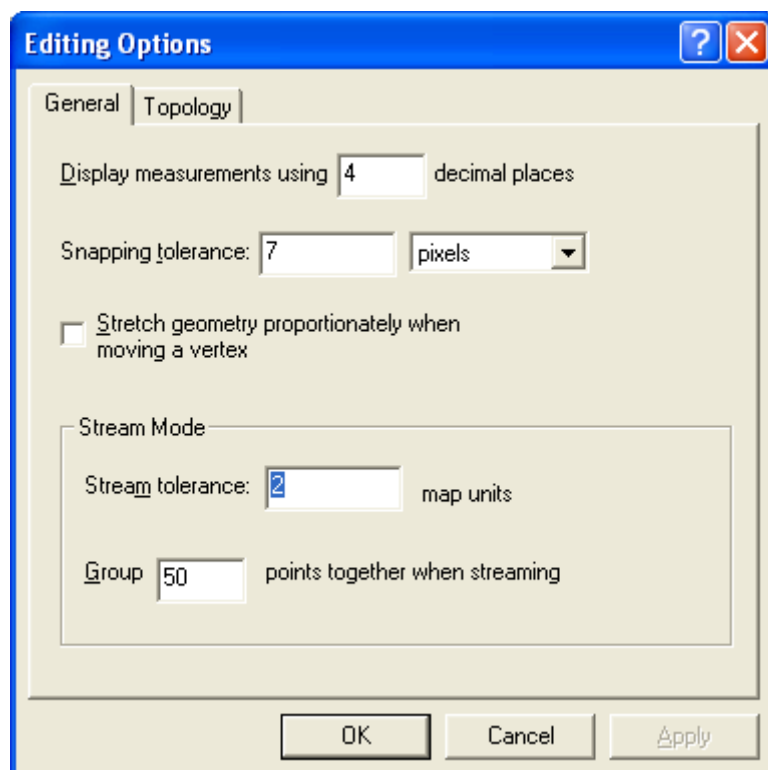 Editing Options
General Topology
Display measurements using 4 decimal places
Snapping tolerance: 7 pixels
Stretch geometry proportionately when
moving a vertex
Stream Mode
Stream tolerance: 2 map units
Group 50 points together when streaming
OK Cancel Apply